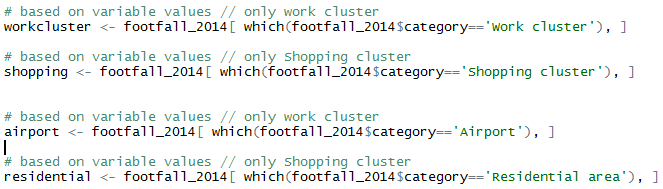 # based on variable values // only work cluster
workcluster <- footfall_2014[ which(footfall_2014$category=='Work cluster'), ]
# based on variable values // only Shopping cluster
shopping <- footfall_2014[ which(footfall_2014$category=='Shopping cluster'), ]
# based on variable values // only work cluster
airport <- footfall_2014[ which(footfall_2014$category=='Airport'), ]
# based on variable values // only Shopping cluster
residential <- footfall_2014[ which(footfall_2014$category=='Residential area'), ]